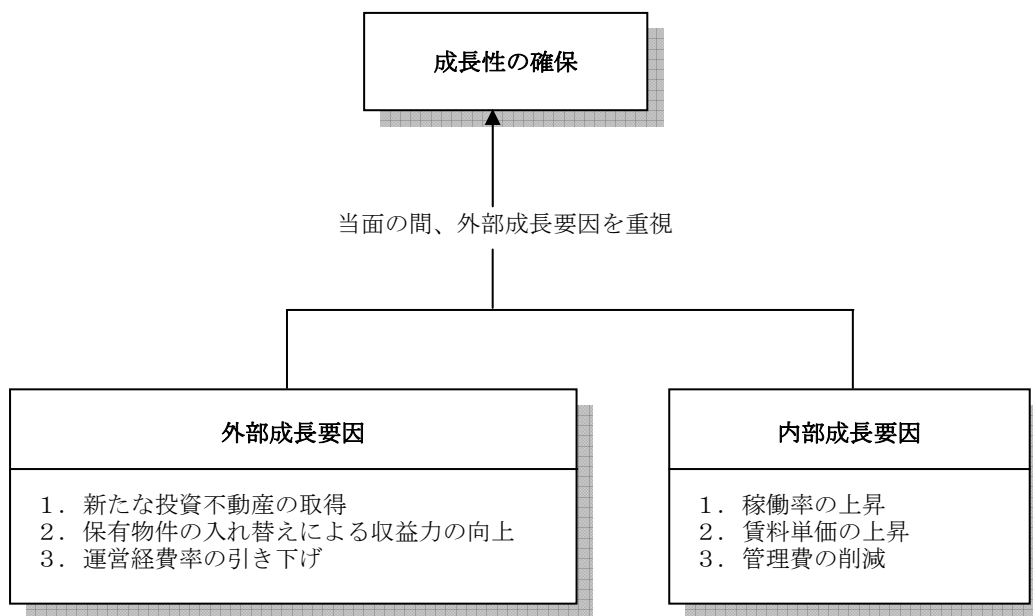 成長性の確保
当面の間、外部成長要因を重視
外部成長要因
1．新たな投資不動産の取得
2．保有物件の入れ替えによる収益力の向上
3．運営経費率の引き下げ
内部成長要因
1．稼働率の上昇
2．賃料単価の上昇
3．管理費の削減